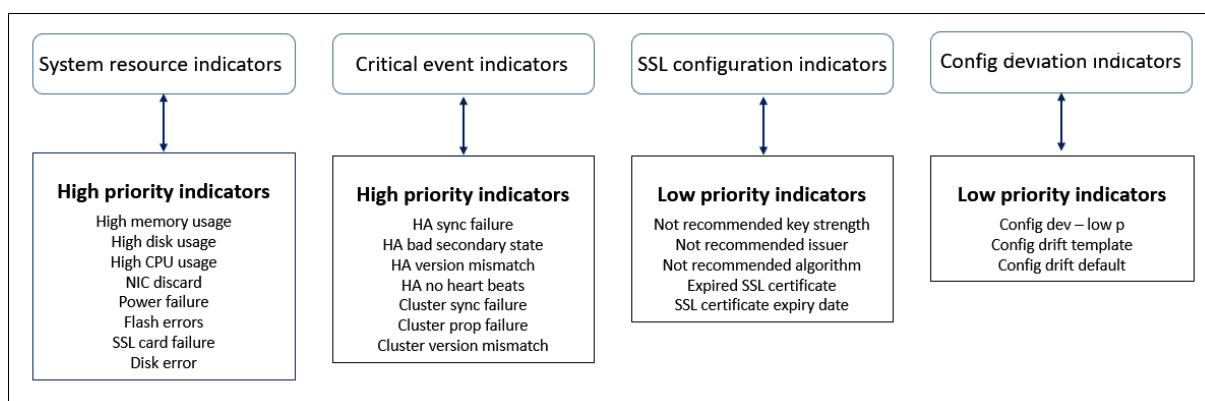 System resource indicators
High priority indicators
High memory usage
High disk usage
High CPU usage
NIC discard
Power failure
Flash errors
SSL card failure
Disk error
Critical event indicators
High priority indicators
HA sync failure
HA bad secondary state
HA version mismatch
HA no heart beats
Cluster sync failure
Cluster prop failure
Cluster version mismatch
SSL configuration indicators
Low priority indicators
Not recommended key strength
Not recommended issuer
Not recommended algorithm
Expired SSL certificate
SSL certificate expiry date
Config deviation indicators
Low priority indicators
Config dev – low p
Config drift template
Config drift default